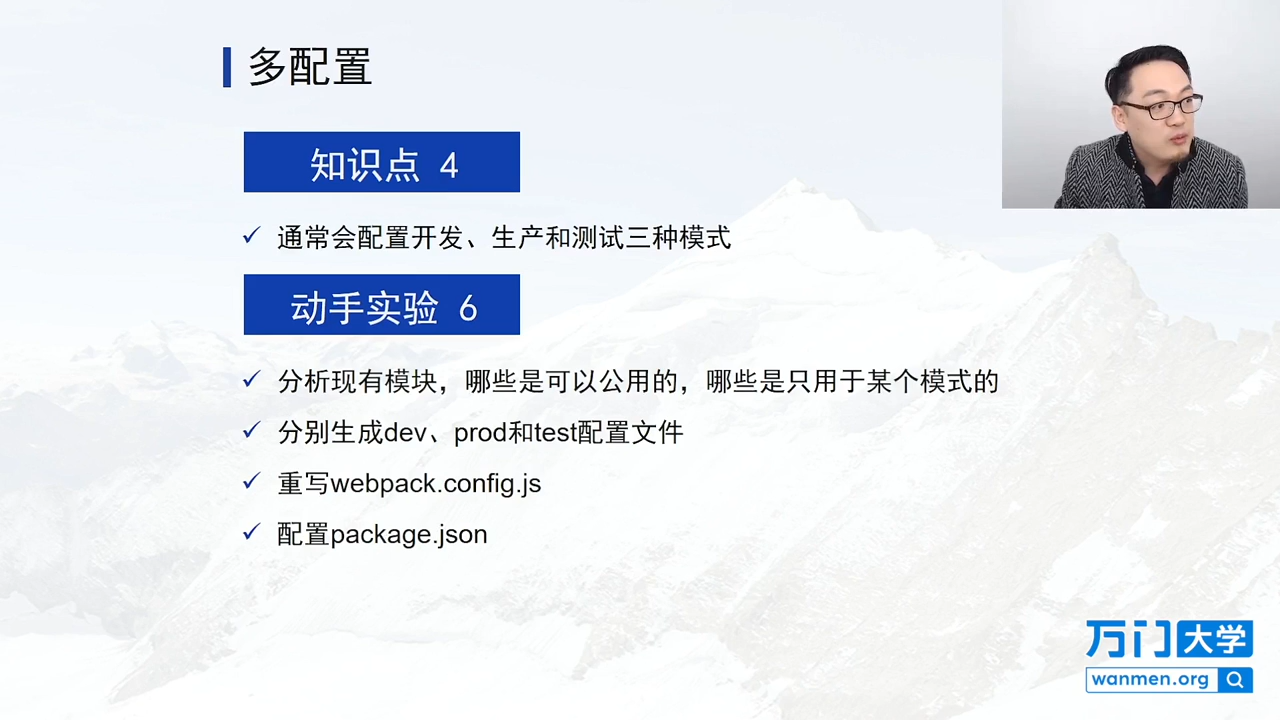 多配置
知识点 4
通常会配置开发、生产和测试三种模式
动手实验 6
分析现有模块，哪些是可以公用的，哪些是只用于某个模式的
分别生成dev、prod和test配置文件
重写webpack.config.js
配置package.json
万门大学
wanmen.org